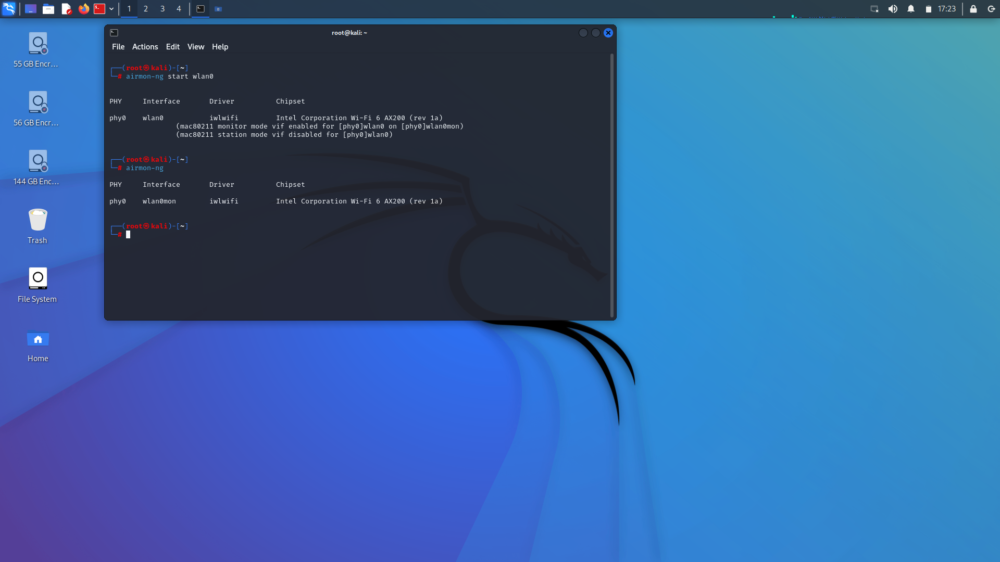 1 2 3 4
17:23
root@kali: ~
File Actions Edit View Help
┌──(root㉿kali)-[~]
└─# airmon-ng start wlan0
PHY Interface Driver Chipset
phy0 wlan0 iwlwifi Intel Corporation Wi-Fi 6 AX200 (rev 1a)
(mac80211 monitor mode vif enabled for [phy0]wlan0 on [phy0]wlan0mon)
(mac80211 station mode vif disabled for [phy0]wlan0)
┌──(root㉿kali)-[~]
└─# airmon-ng
PHY Interface Driver Chipset
phy0 wlan0mon iwlwifi Intel Corporation Wi-Fi 6 AX200 (rev 1a)
┌──(root㉿kali)-[~]
└─#
55 GB Encr...
56 GB Encr...
144 GB Enc...
Trash
File System
Home